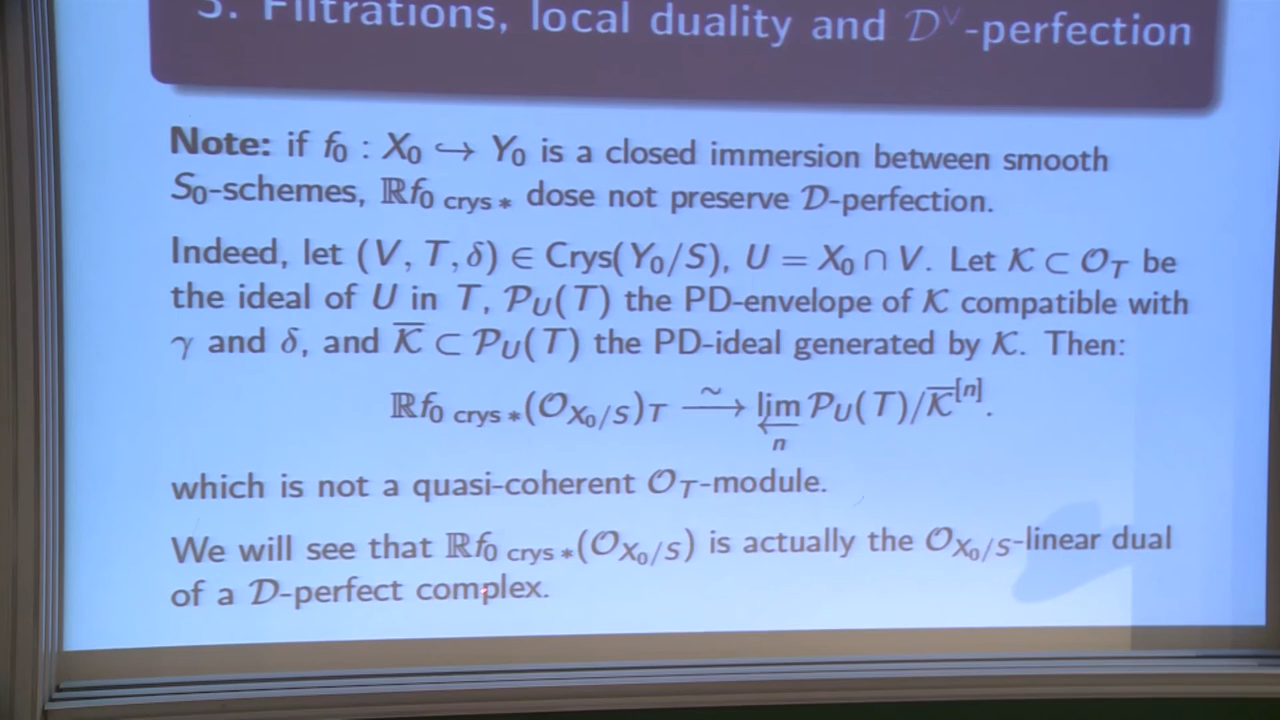 3. Filtrations, local duality and 𝒟^∨-perfection
Note: if f₀ : X₀ ↪ Y₀ is a closed immersion between smooth
S₀-schemes, ℝf₀ crys * dose not preserve 𝒟-perfection.
Indeed, let (V, T, δ) ∈ Crys(Y₀/S), U = X₀ ∩ V. Let 𝒦 ⊂ 𝒪_T be
the ideal of U in T, 𝒫_U(T) the PD-envelope of 𝒦 compatible with
γ and δ, and 𝒦̅ ⊂ 𝒫_U(T) the PD-ideal generated by 𝒦. Then:
ℝf₀ crys *(𝒪_{X₀/S})_T ⟶~ lim←_n 𝒫_U(T)/𝒦̅^{[n]}.
which is not a quasi-coherent 𝒪_T-module.
We will see that ℝf₀ crys *(𝒪_{X₀/S}) is actually the 𝒪_{X₀/S}-linear dual
of a 𝒟-perfect complex.